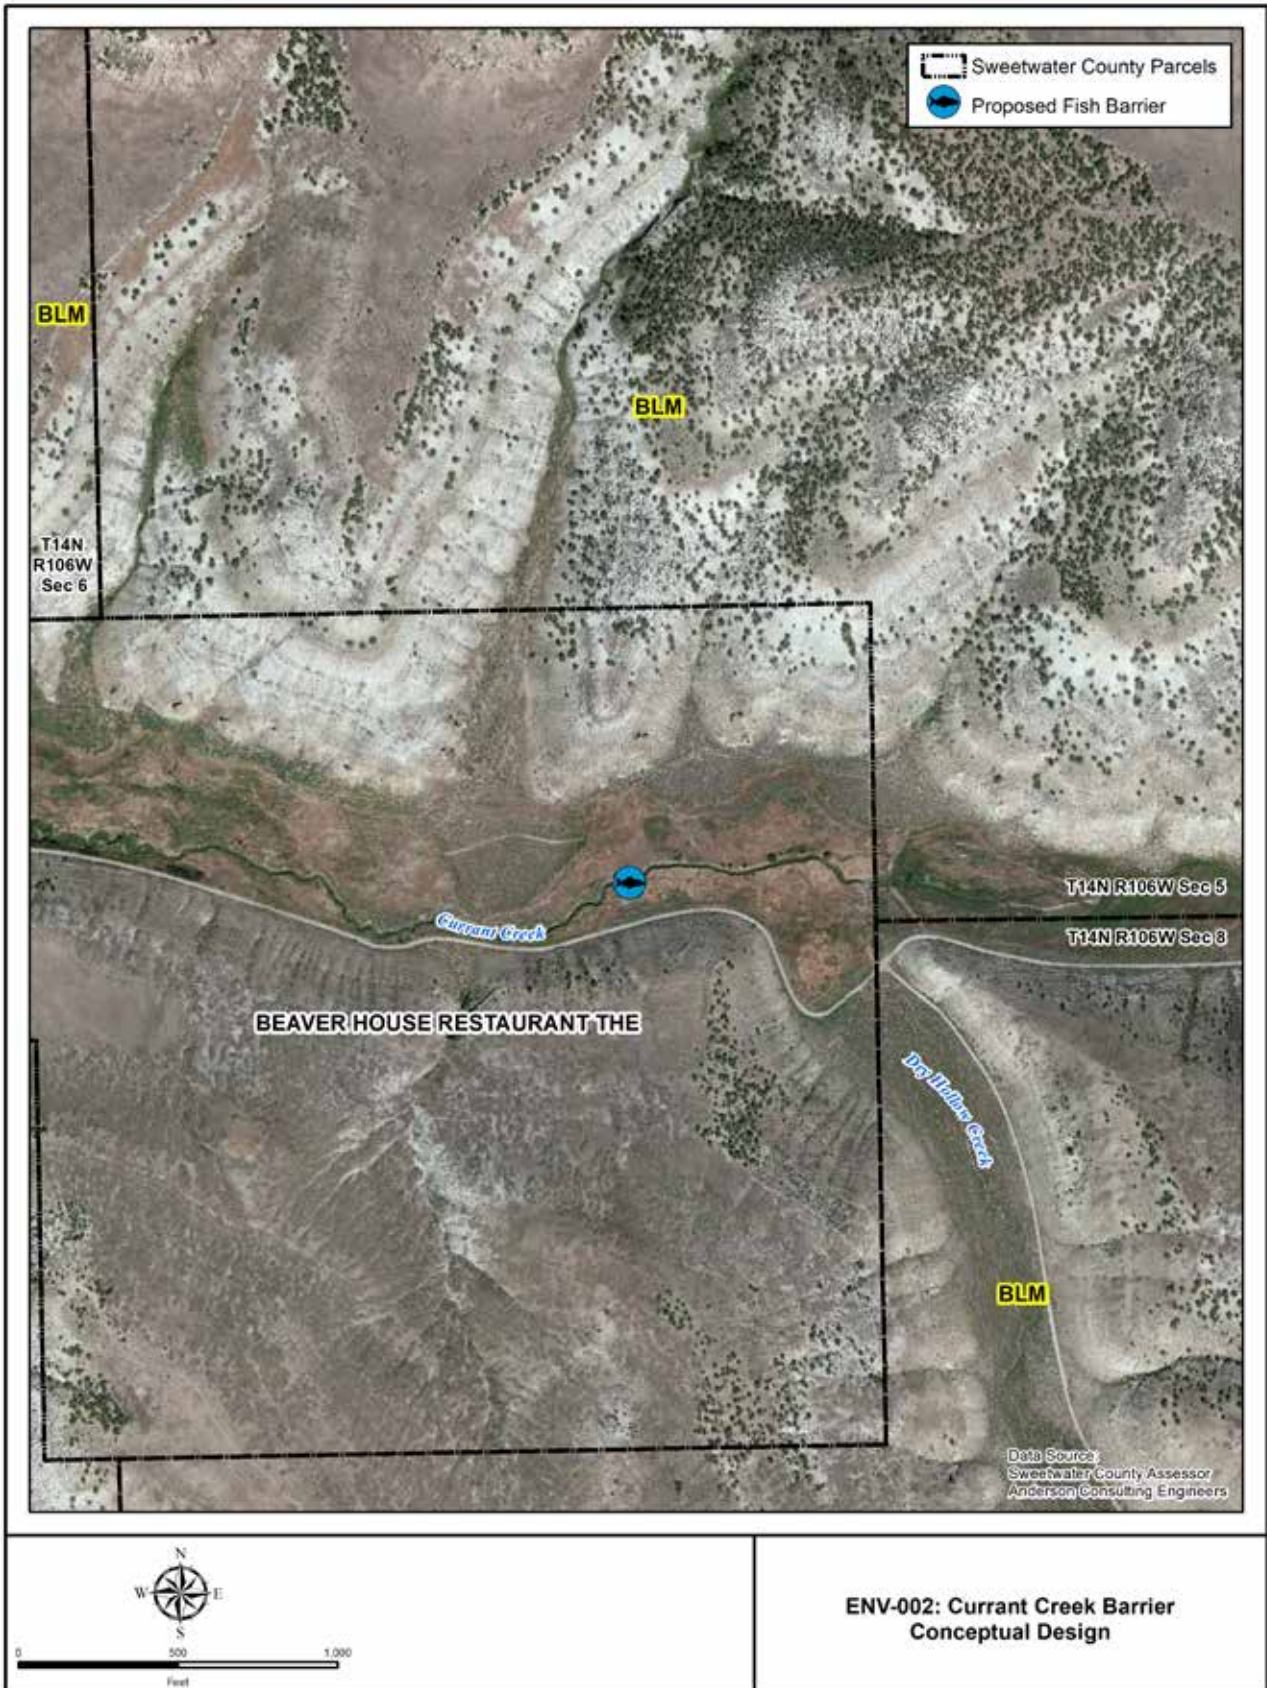 Sweetwater County Parcels
Proposed Fish Barrier
BLM
BLM
T14N
R106W
Sec 6
T14N R106W Sec 5
Currant Creek
T14N R106W Sec 8
BEAVER HOUSE RESTAURANT THE
Dry Hollow Creek
BLM
Data Source:
Sweetwater County Assessor
Anderson Consulting Engineers
N
W E
S
0 500 1,000
Feet
ENV-002: Currant Creek Barrier
Conceptual Design